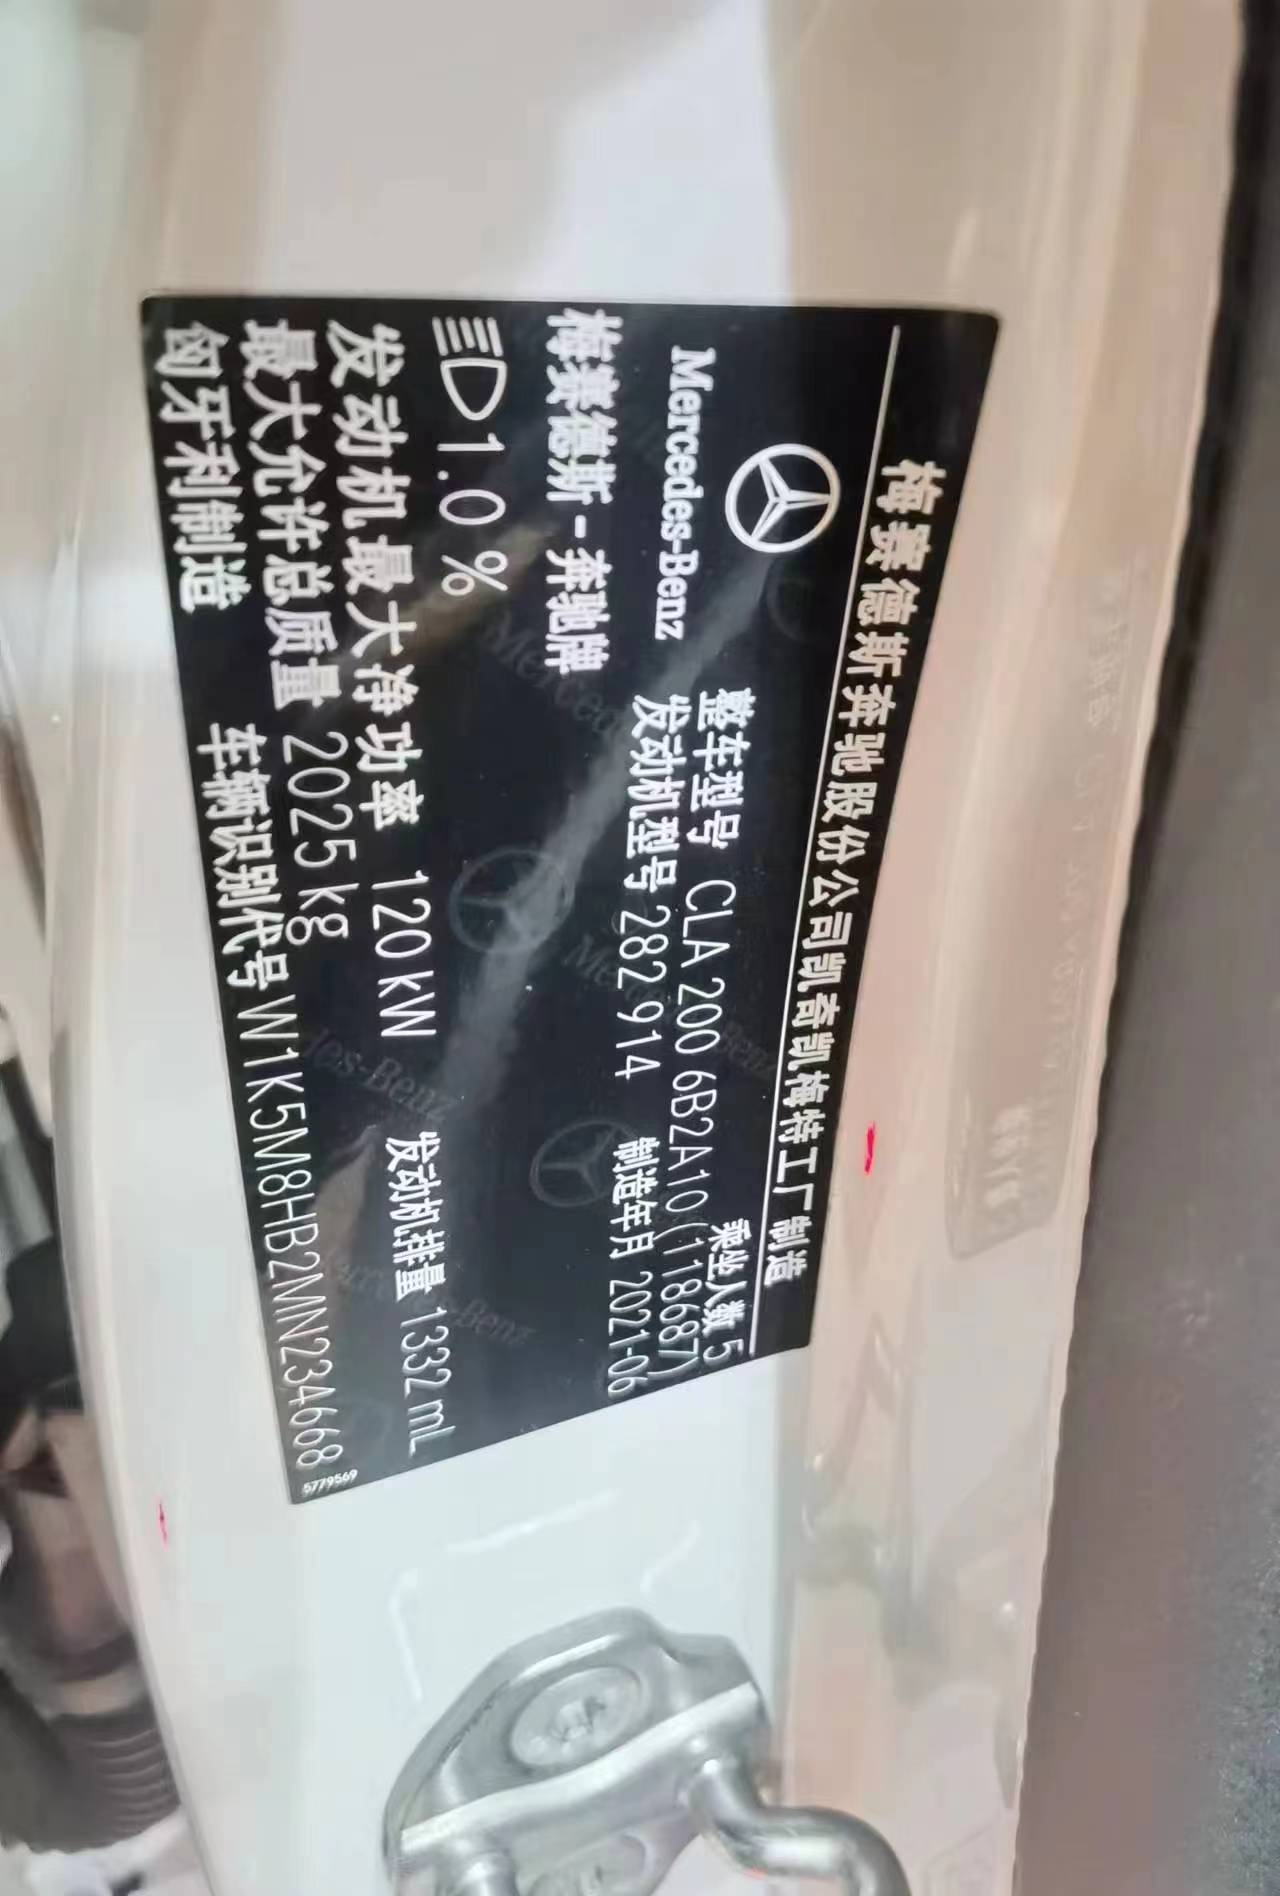 梅赛德斯奔驰股份公司凯奇凯梅特工厂制造
乘坐人数 5
Mercedes-Benz
整车型号 CLA 200 6B2A10 (118687)
发动机型号 282 914
制造年月 2021-06
梅赛德斯-奔驰牌
1.0 %
发动机最大净功率 120 kW
发动机排量 1332 mL
最大允许总质量 2025 kg
匈牙利制造
车辆识别代号 W1K5M8HB2MN234668
5779569